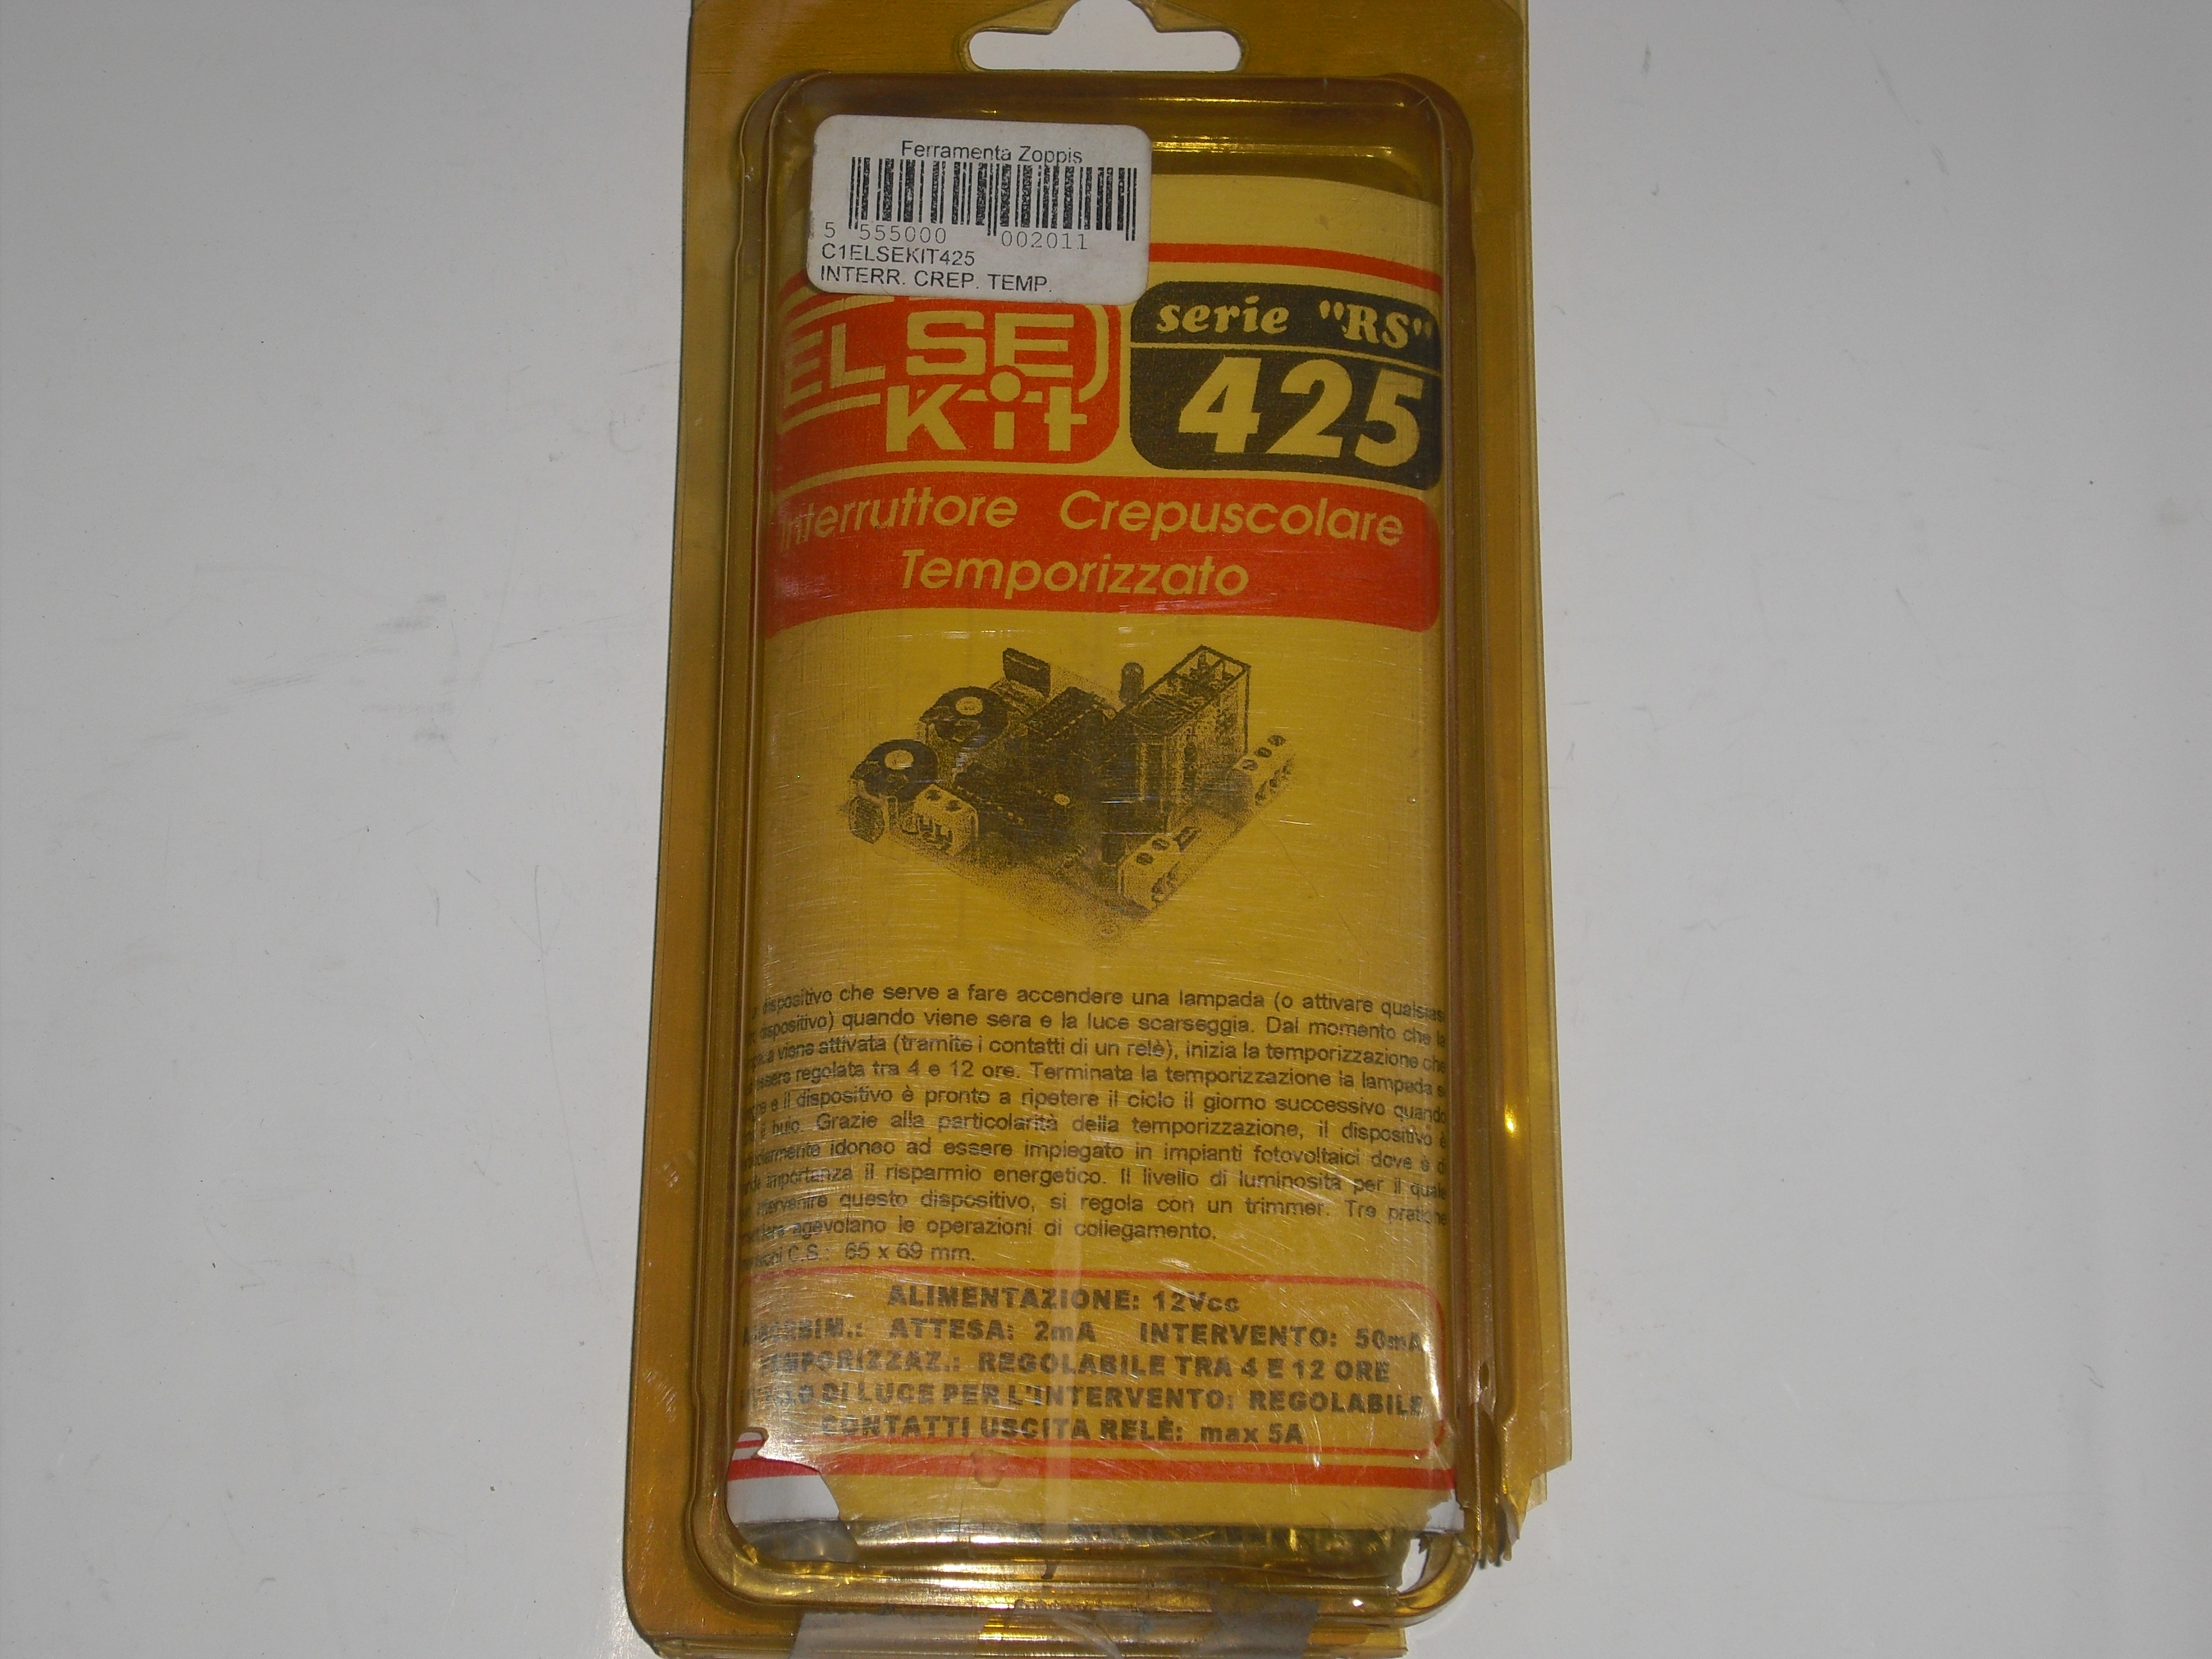 Ferramenta Zoppis
5 555000 002011
C1ELSEKIT425
INTERR. CREP. TEMP.
ELSE Kit
serie "RS"
425
Interruttore Crepuscolare
Temporizzato
dispositivo che serve a fare accendere una lampada (o attivare
dispositivo) quando viene sera e la luce scarseggia. Dal momento che la
viene attivata (tramite i contatti di un relè), inizia la temporizzazione che
essere regolata tra 4 e 12 ore. Terminata la temporizzazione la lampada
e il dispositivo è pronto a ripetere il ciclo il giorno successivo quando
buio. Grazie alla particolarità della temporizzazione, il dispositivo è
idoneo ad essere impiegato in impianti fotovoltaici dove è
importanza il risparmio energetico. Il livello di luminosità per il quale
intervenire questo dispositivo, si regola con un trimmer. Tre pratiche
agevolano le operazioni di collegamento.
C.S.: 65 x 69 mm.
ALIMENTAZIONE: 12Vcc
ATTESA: 2mA INTERVENTO: 50mA
TEMPORIZZAZ.: REGOLABILE TRA 4 E 12 ORE
DI LUCE PER L'INTERVENTO: REGOLABILE
CONTATTI USCITA RELÈ: max 5A